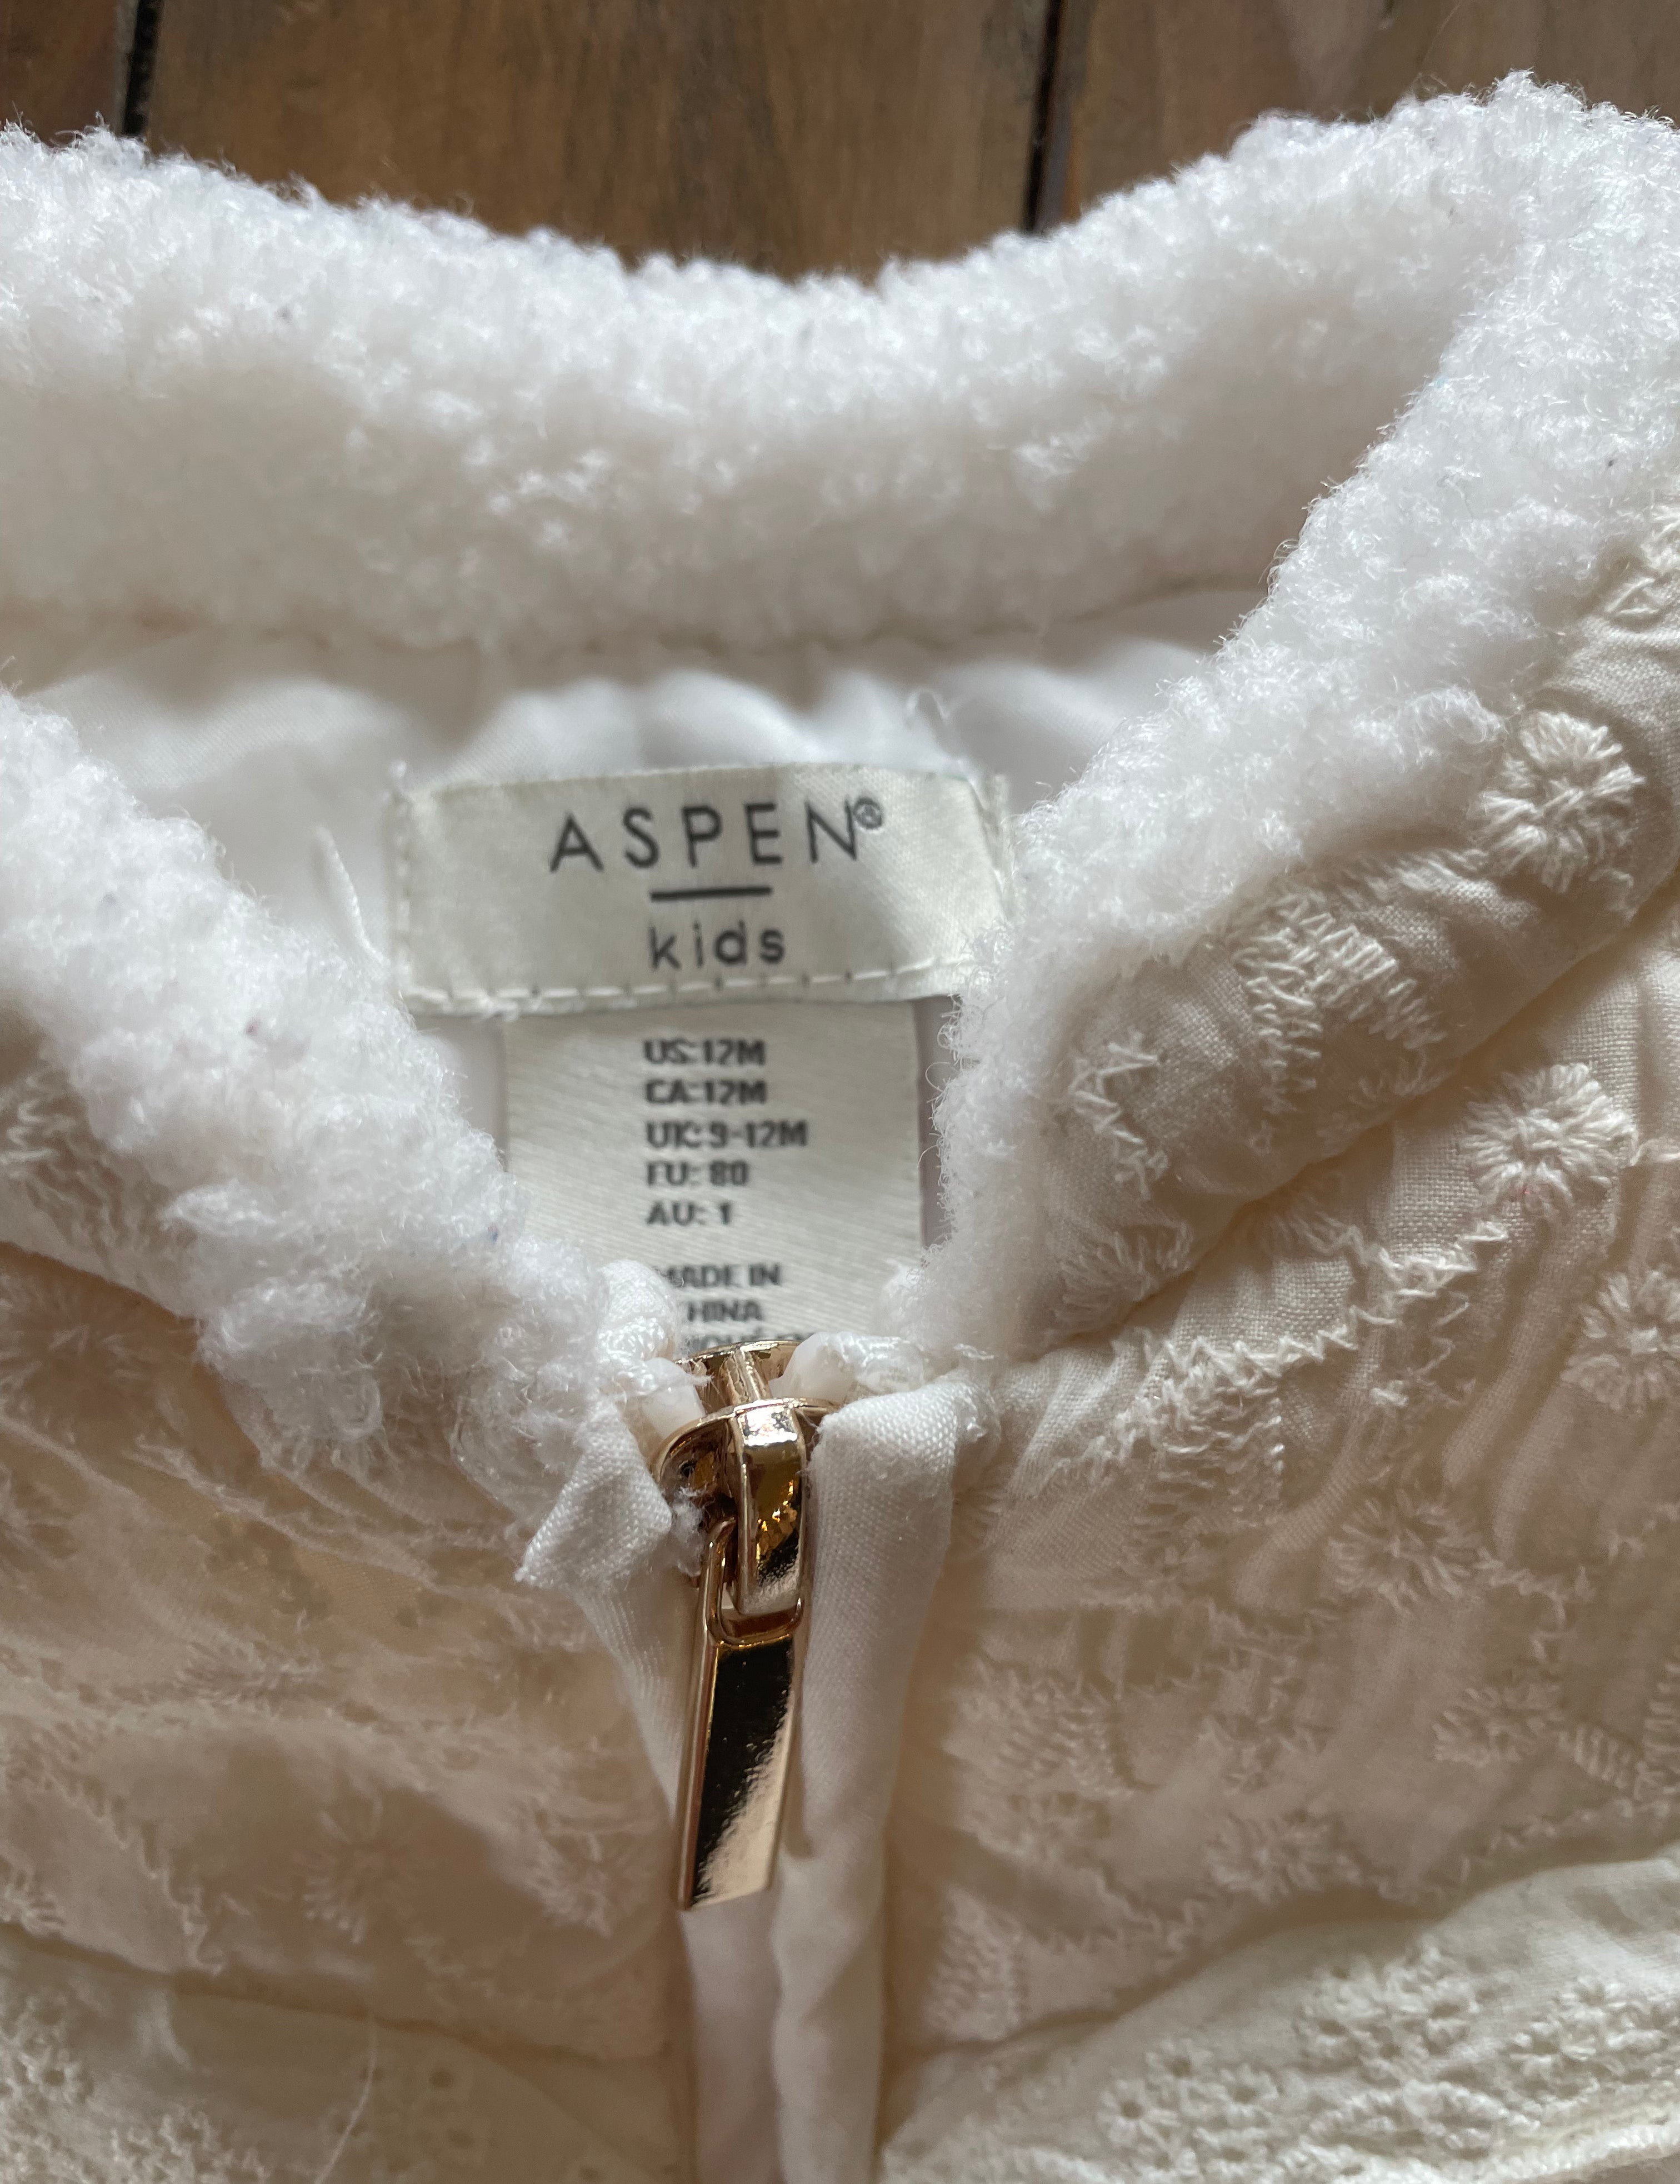 ASPEN®
kids
US:12M
CA:12M
UK:9-12M
EU: 80
AU: 1
MADE IN
CHINA